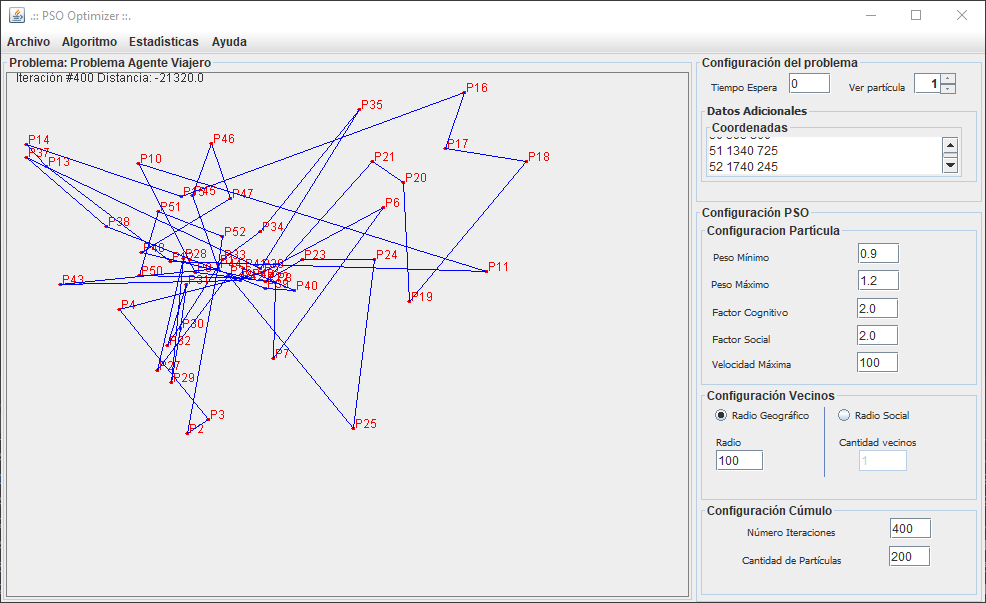 .:: PSO Optimizer ::.
Archivo Algoritmo Estadísticas Ayuda
Problema: Problema Agente Viajero
Iteración #400 Distancia: -21320.0
P16
P35
P46
P14
P37
P13
P10
P17
P18
P21
P20
P45
P47
P6
P51
P38
P34
P52
P28
P33
P23
P24
P11
P50
P43
P40
P19
P4
P30
P32
P7
P27
P29
P3
P2
P25
Configuración del problema
Tiempo Espera 0 Ver partícula 1
Datos Adicionales
Coordenadas
51 1340 725
52 1740 245
Configuración PSO
Configuracion Partícula
Peso Mínimo 0.9
Peso Máximo 1.2
Factor Cognitivo 2.0
Factor Social 2.0
Velocidad Máxima 100
Configuración Vecinos
Radio Geográfico Radio Social
Radio Cantidad vecinos
100 1
Configuración Cúmulo
Número Iteraciones 400
Cantidad de Partículas 200